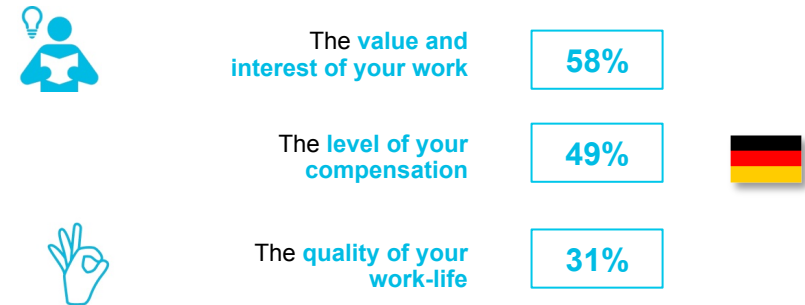 The value and
interest of your work
58%
The level of your
compensation
49%
The quality of your
work-life
31%